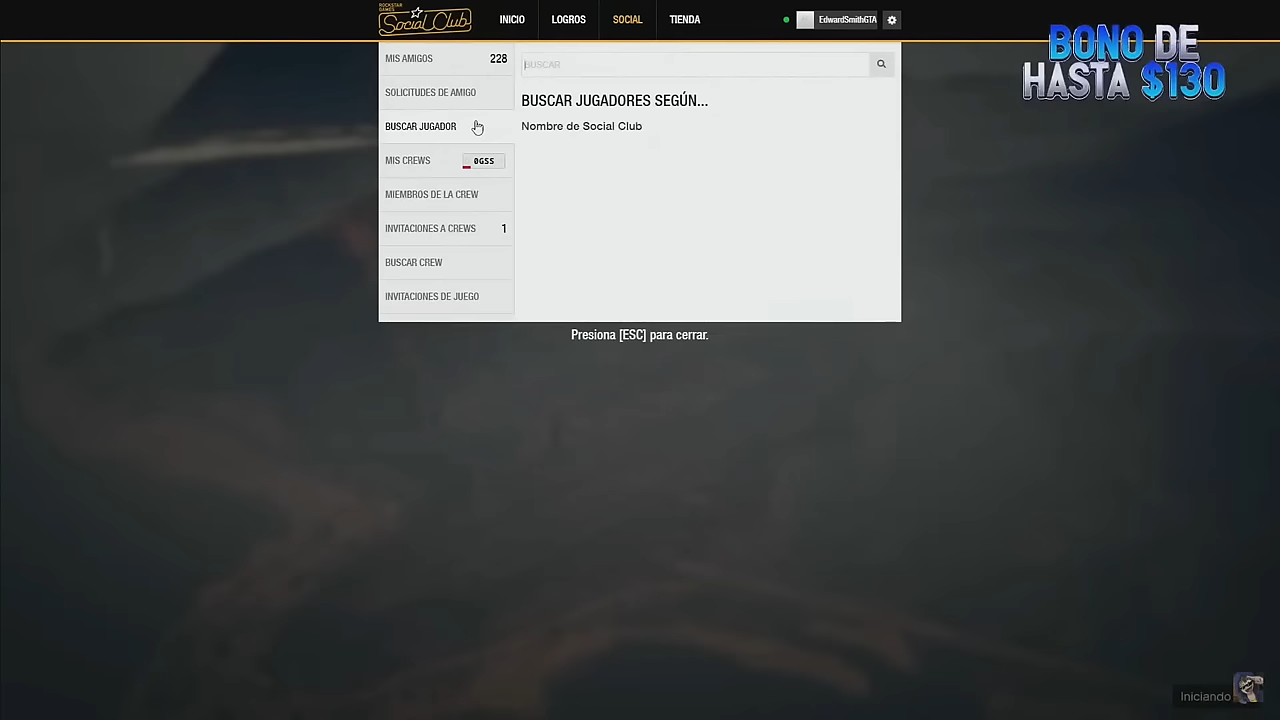 ROCKSTAR
GAMES
Social Club
INICIO
LOGROS
SOCIAL
TIENDA
EdwardSmithGTA
BONO DE
HASTA $130
MIS AMIGOS 228
SOLICITUDES DE AMIGO
BUSCAR JUGADOR
MIS CREWS 0GSS
MIEMBROS DE LA CREW
INVITACIONES A CREWS 1
BUSCAR CREW
INVITACIONES DE JUEGO
BUSCAR
BUSCAR JUGADORES SEGÚN...
Nombre de Social Club
Presiona [ESC] para cerrar.
Iniciando